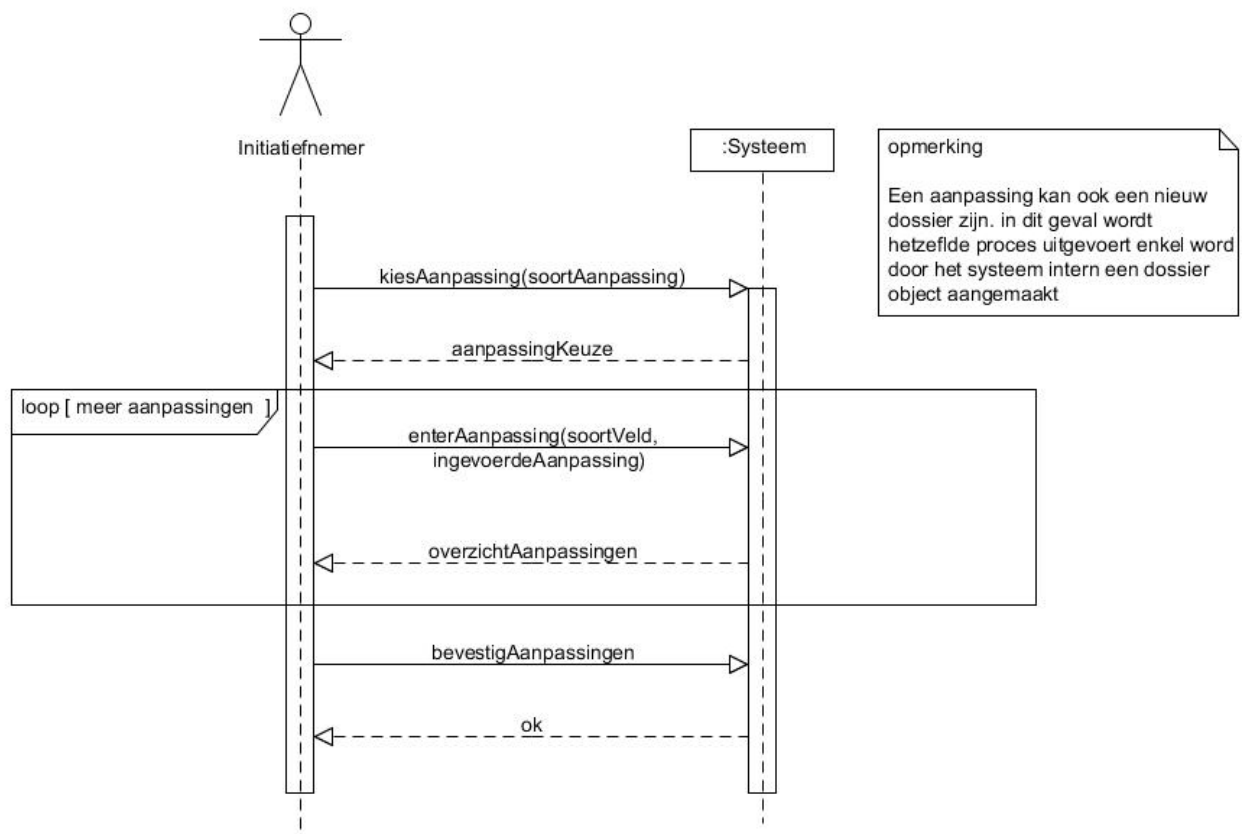 Initiatiefnemer
:Systeem
opmerking
Een aanpassing kan ook een nieuw
dossier zijn. in dit geval wordt
hetzeflde proces uitgevoert enkel word
door het systeem intern een dossier
object aangemaakt
kiesAanpassing(soortAanpassing)
aanpassingKeuze
loop [ meer aanpassingen ]
enterAanpassing(soortVeld,
ingevoerdeAanpassing)
overzichtAanpassingen
bevestigAanpassingen
ok